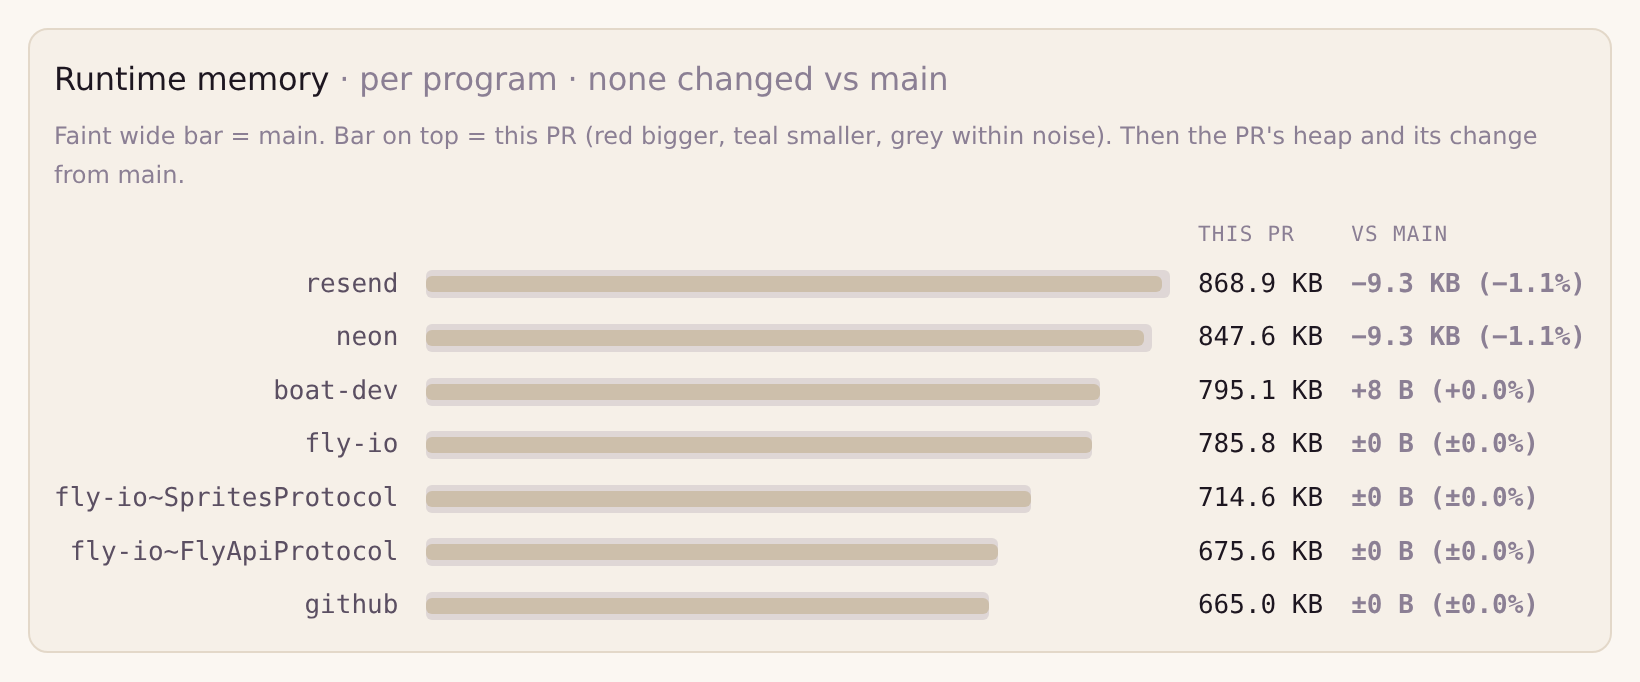 Runtime memory · per program · none changed vs main
Faint wide bar = main. Bar on top = this PR (red bigger, teal smaller, grey within noise). Then the PR's heap and its change
from main.
THIS PR VS MAIN
resend 868.9 KB −9.3 KB (−1.1%)
neon 847.6 KB −9.3 KB (−1.1%)
boat-dev 795.1 KB +8 B (+0.0%)
fly-io 785.8 KB ±0 B (±0.0%)
fly-io~SpritesProtocol 714.6 KB ±0 B (±0.0%)
fly-io~FlyApiProtocol 675.6 KB ±0 B (±0.0%)
github 665.0 KB ±0 B (±0.0%)